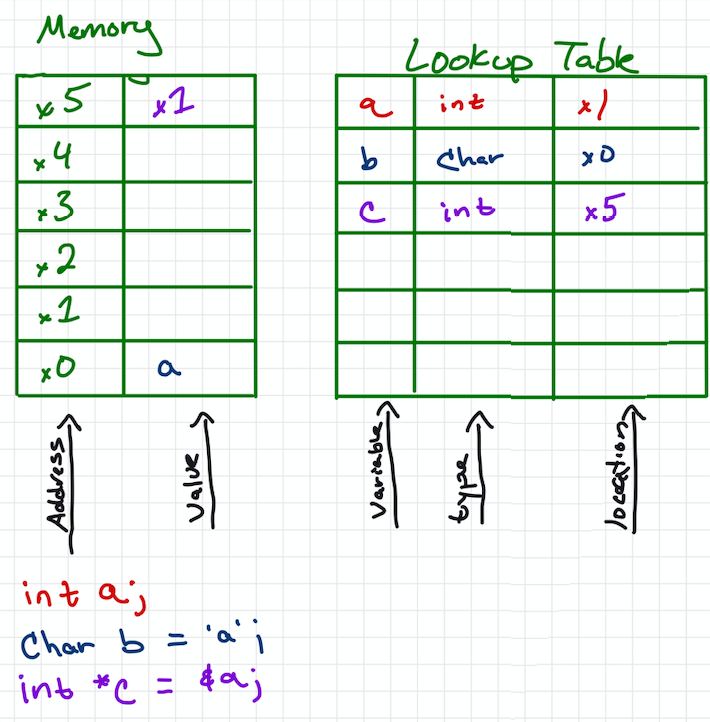 Memory
Lookup Table
x5 x1
x4
x3
x2
x1
x0 a
a int x1
b char x0
c int x5
Address
Value
Variable
type
location
int a;
Char b = 'a';
int *c = &a;